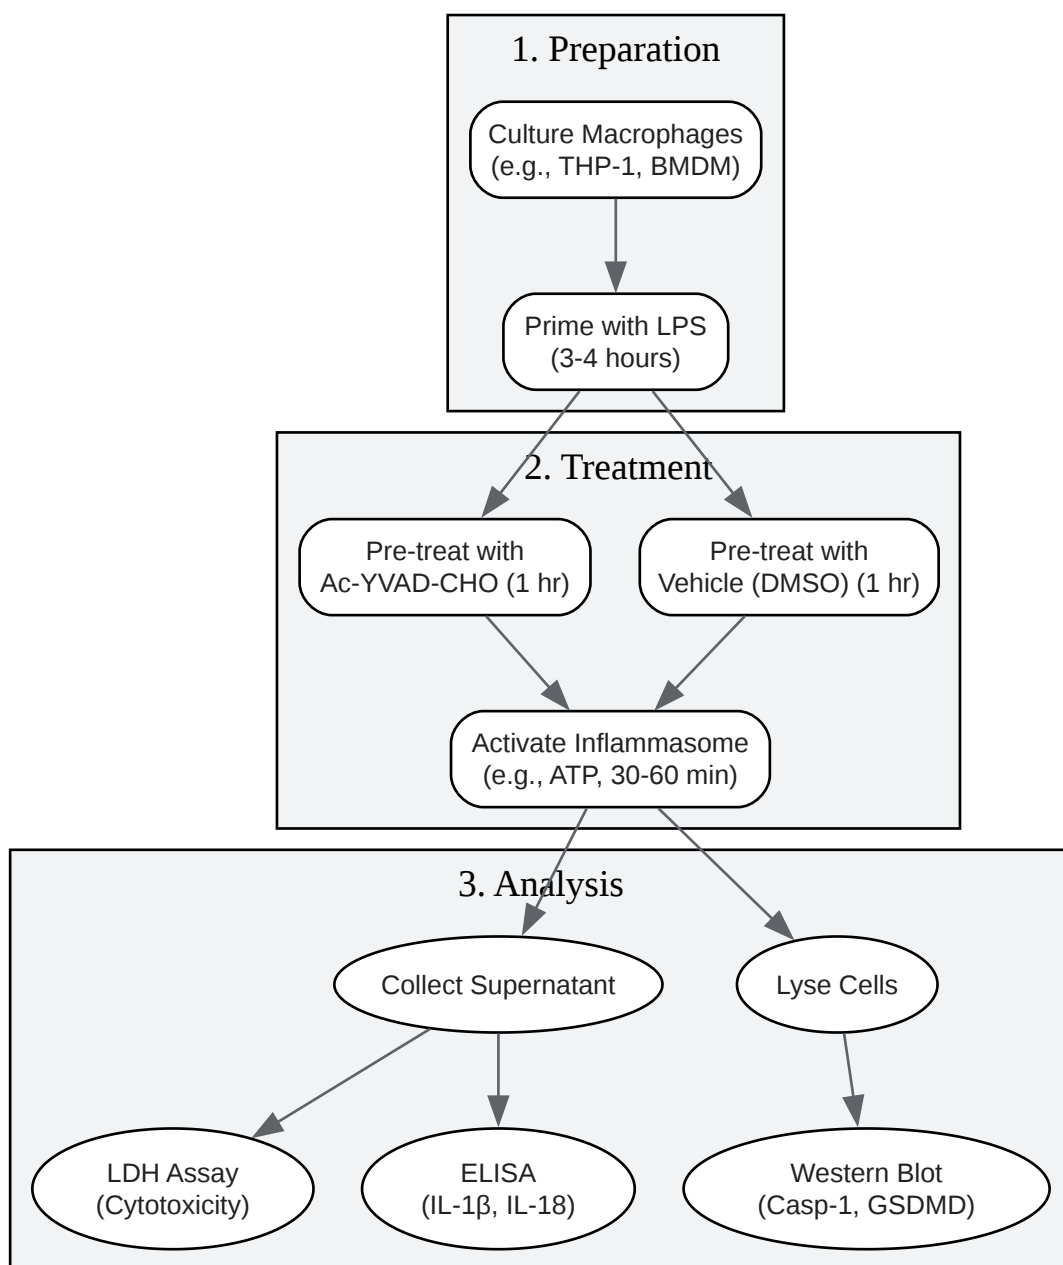 1. Preparation
Culture Macrophages
(e.g., THP-1, BMDM)
Prime with LPS
(3-4 hours)
2. Treatment
Pre-treat with
Ac-YVAD-CHO (1 hr)
Pre-treat with
Vehicle (DMSO) (1 hr)
Activate Inflammasome
(e.g., ATP, 30-60 min)
3. Analysis
Collect Supernatant
Lyse Cells
LDH Assay
(Cytotoxicity)
ELISA
(IL-1β, IL-18)
Western Blot
(Casp-1, GSDMD)